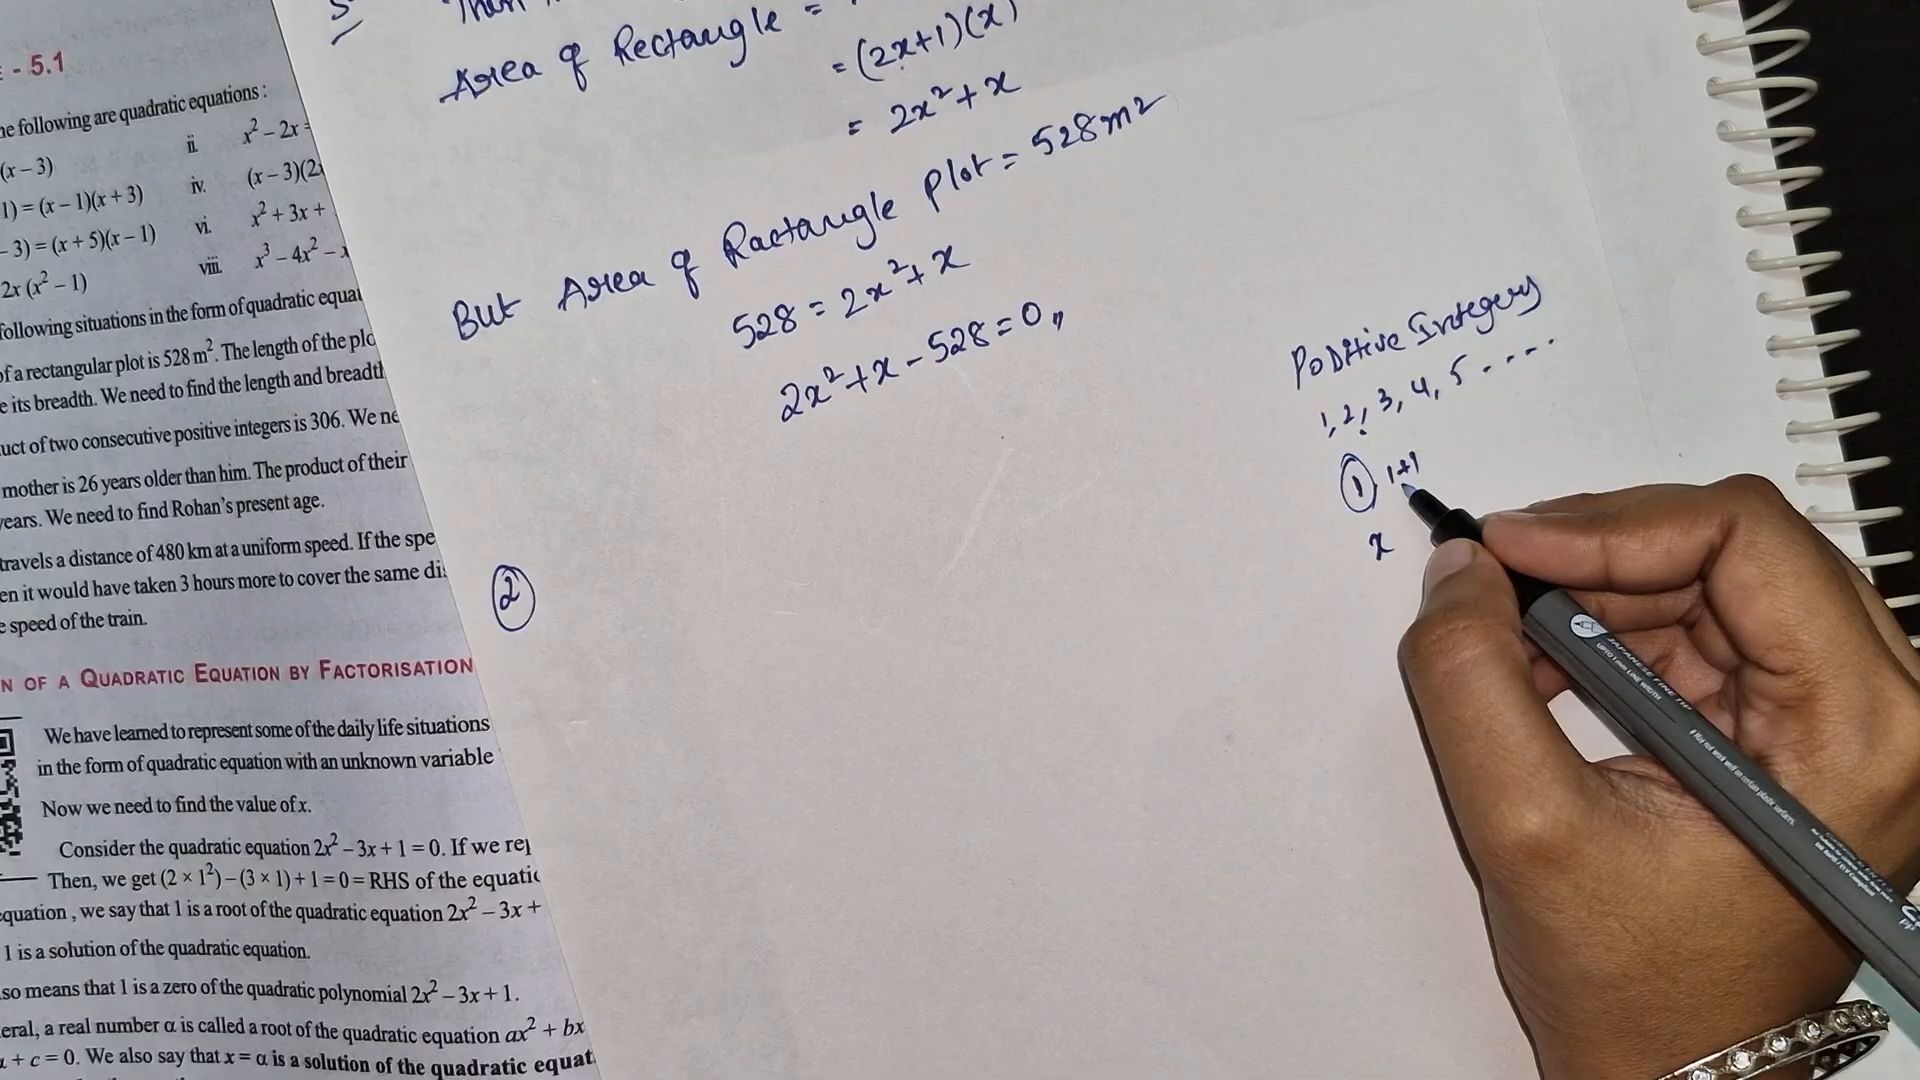 - 5.1
he following are quadratic equations :
(x – 3)
ii. x² – 2x =
1) = (x – 1)(x + 3)
iv. (x – 3)(2x
– 3) = (x + 5)(x – 1)
vi. x² + 3x +
2x (x² – 1)
viii. x³ – 4x² – x
following situations in the form of quadratic equat
of a rectangular plot is 528 m². The length of the plo
e its breadth. We need to find the length and breadth
uct of two consecutive positive integers is 306. We ne
mother is 26 years older than him. The product of their
years. We need to find Rohan's present age.
travels a distance of 480 km at a uniform speed. If the spe
en it would have taken 3 hours more to cover the same di
e speed of the train.
N OF A QUADRATIC EQUATION BY FACTORISATION
We have learned to represent some of the daily life situations
in the form of quadratic equation with an unknown variable
Now we need to find the value of x.
Consider the quadratic equation 2x² – 3x + 1 = 0. If we rep
Then, we get (2 × 1²) – (3 × 1) + 1 = 0 = RHS of the equatic
equation , we say that 1 is a root of the quadratic equation 2x² – 3x +
1 is a solution of the quadratic equation.
so means that 1 is a zero of the quadratic polynomial 2x² – 3x + 1.
eral, a real number α is called a root of the quadratic equation ax² + bx
+ c = 0. We also say that x = α is a solution of the quadratic equat
Area of Rectangle =
= (2x+1)(x)
= 2x² + x
But Area of Ractangle plot = 528m²
528 = 2x² + x
2x² + x - 528 = 0,,
Positive Integers
1, 2, 3, 4, 5 ....
① 1+1
x
②
JAPANESE FINE TIP
UPTO 1 mm LINE WIDTH